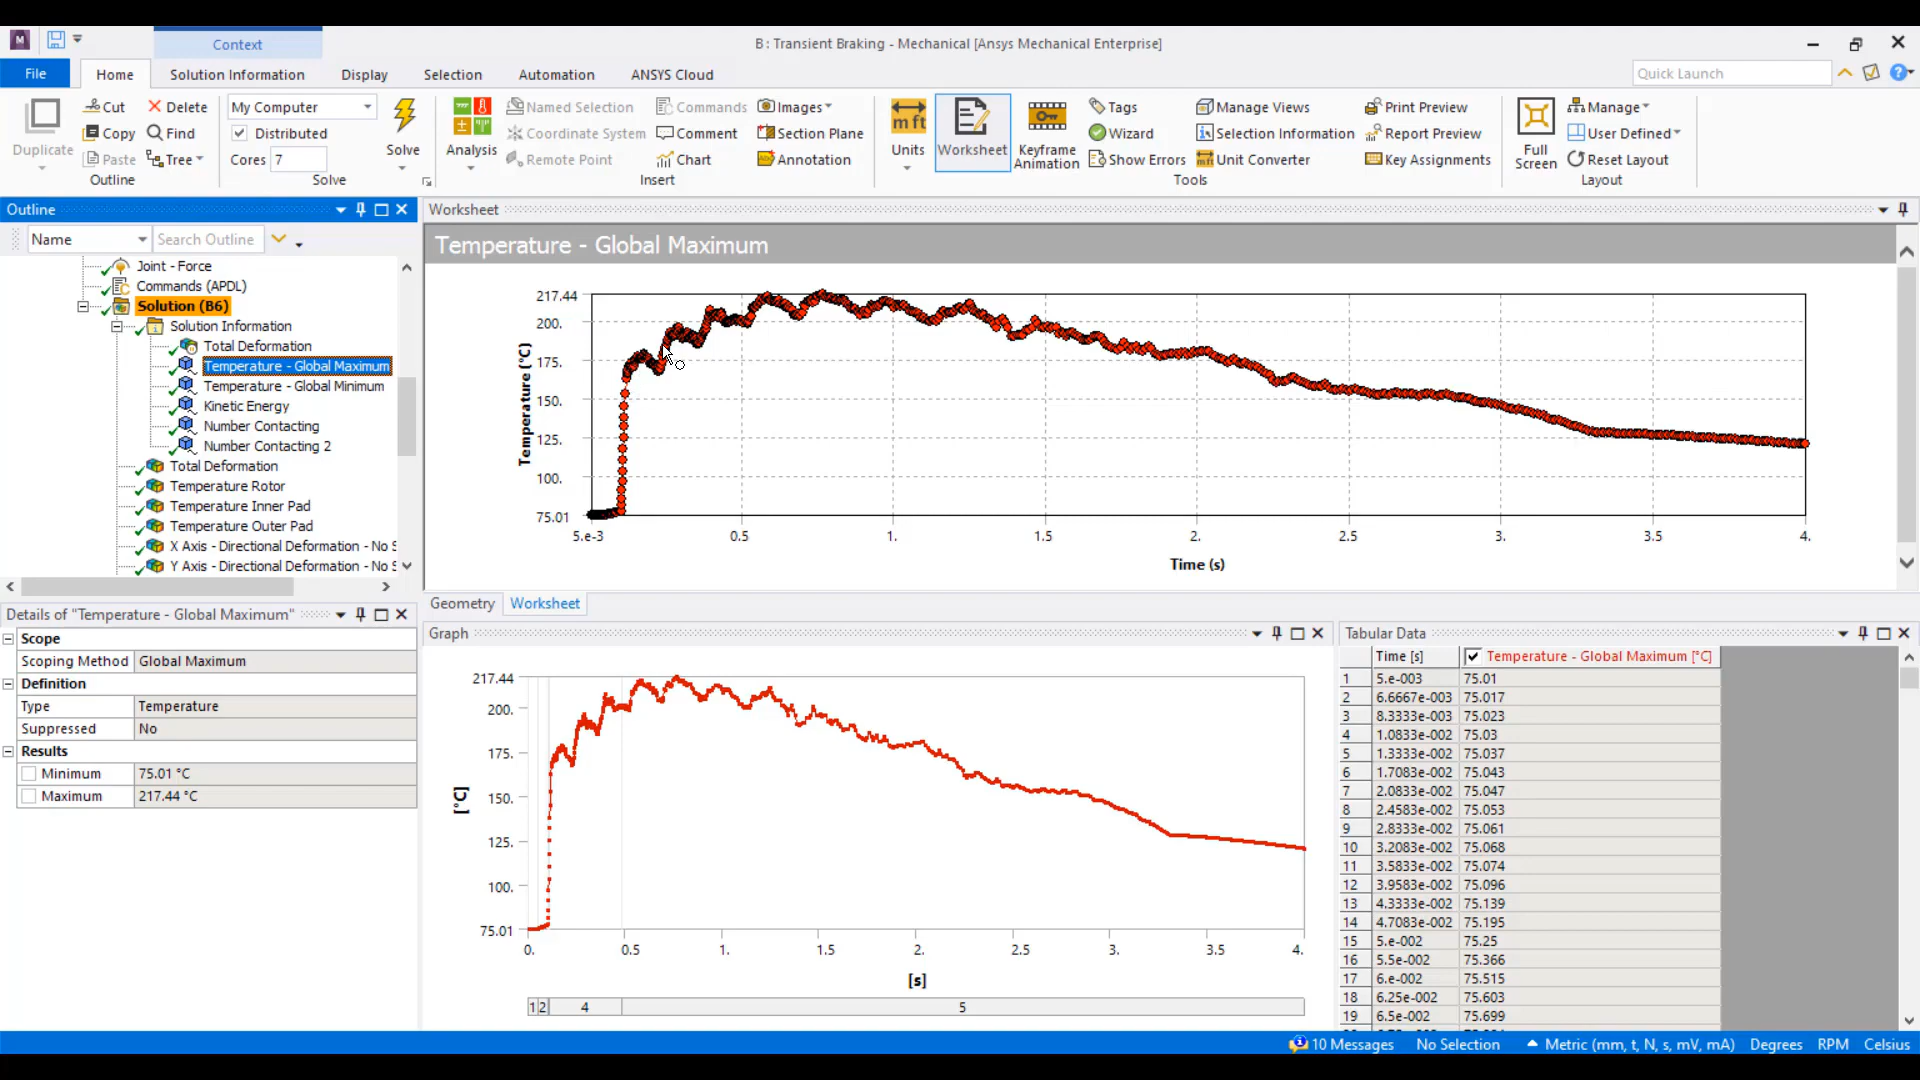 M
Context
B : Transient Braking - Mechanical [Ansys Mechanical Enterprise]
File
Home
Solution Information
Display
Selection
Automation
ANSYS Cloud
Quick Launch
Duplicate
Cut
Delete
Copy
Find
Paste
Tree
Outline
My Computer
Distributed
Cores 7
Solve
Solve
Analysis
Named Selection
Commands
Images
Coordinate System
Comment
Section Plane
Remote Point
Chart
Annotation
Insert
m ft
Units
Worksheet
Keyframe
Animation
Tags
Wizard
Show Errors
Manage Views
Selection Information
Unit Converter
Print Preview
Report Preview
Key Assignments
Tools
Full
Screen
Manage
User Defined
Reset Layout
Layout
Outline
Name
Search Outline
Joint - Force
Commands (APDL)
Solution (B6)
Solution Information
Total Deformation
Temperature - Global Maximum
Temperature - Global Minimum
Kinetic Energy
Number Contacting
Number Contacting 2
Total Deformation
Temperature Rotor
Temperature Inner Pad
Temperature Outer Pad
X Axis - Directional Deformation - No S
Y Axis - Directional Deformation - No S
Details of "Temperature - Global Maximum"
Scope
Scoping Method Global Maximum
Definition
Type Temperature
Suppressed No
Results
Minimum 75.01 °C
Maximum 217.44 °C
Worksheet
Temperature - Global Maximum
217.44
200.
175.
150.
125.
100.
75.01
Temperature (°C)
5.e-3 0.5 1. 1.5 2. 2.5 3. 3.5 4.
Time (s)
Geometry
Worksheet
Graph
217.44
200.
175.
150.
125.
100.
75.01
[°C]
0. 0.5 1. 1.5 2. 2.5 3. 3.5 4.
[s]
1 2 4 5
Tabular Data
Time [s] Temperature - Global Maximum [°C]
1 5.e-003 75.01
2 6.6667e-003 75.017
3 8.3333e-003 75.023
4 1.0833e-002 75.03
5 1.3333e-002 75.037
6 1.7083e-002 75.043
7 2.0833e-002 75.047
8 2.4583e-002 75.053
9 2.8333e-002 75.061
10 3.2083e-002 75.068
11 3.5833e-002 75.074
12 3.9583e-002 75.096
13 4.3333e-002 75.139
14 4.7083e-002 75.195
15 5.e-002 75.25
16 5.5e-002 75.366
17 6.e-002 75.515
18 6.25e-002 75.603
19 6.5e-002 75.699
10 Messages
No Selection
Metric (mm, t, N, s, mV, mA)
Degrees
RPM
Celsius